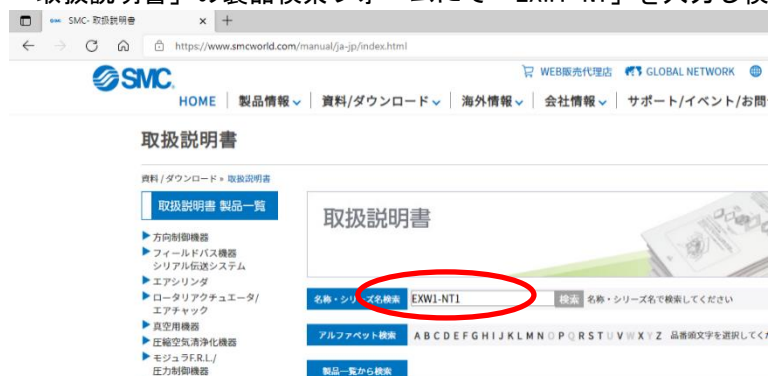 取扱説明書」の製品検索フォームにて「EXW1-NT」を入力し検
SMC- 取扱説明書
https://www.smcworld.com/manual/ja-jp/index.html
SMC.
WEB販売代理店 GLOBAL NETWORK
HOME 製品情報 資料/ダウンロード 海外情報 会社情報 サポート/イベント/お問
取扱説明書
資料 / ダウンロード » 取扱説明書
取扱説明書 製品一覧
取扱説明書
方向制御機器
フィールドバス機器
シリアル伝送システム
エアシリンダ
ロータリアクチュエータ/
エアチャック
真空用機器
圧縮空気清浄化機器
モジュラF.R.L./
圧力制御機器
名称・シリーズ名検索 EXW1-NT1 検索 名称・シリーズ名で検索してください
アルファベット検索 A B C D E F G H I J K L M N O P Q R S T U V W X Y Z 品番頭文字を選択してくだ
製品一覧から検索